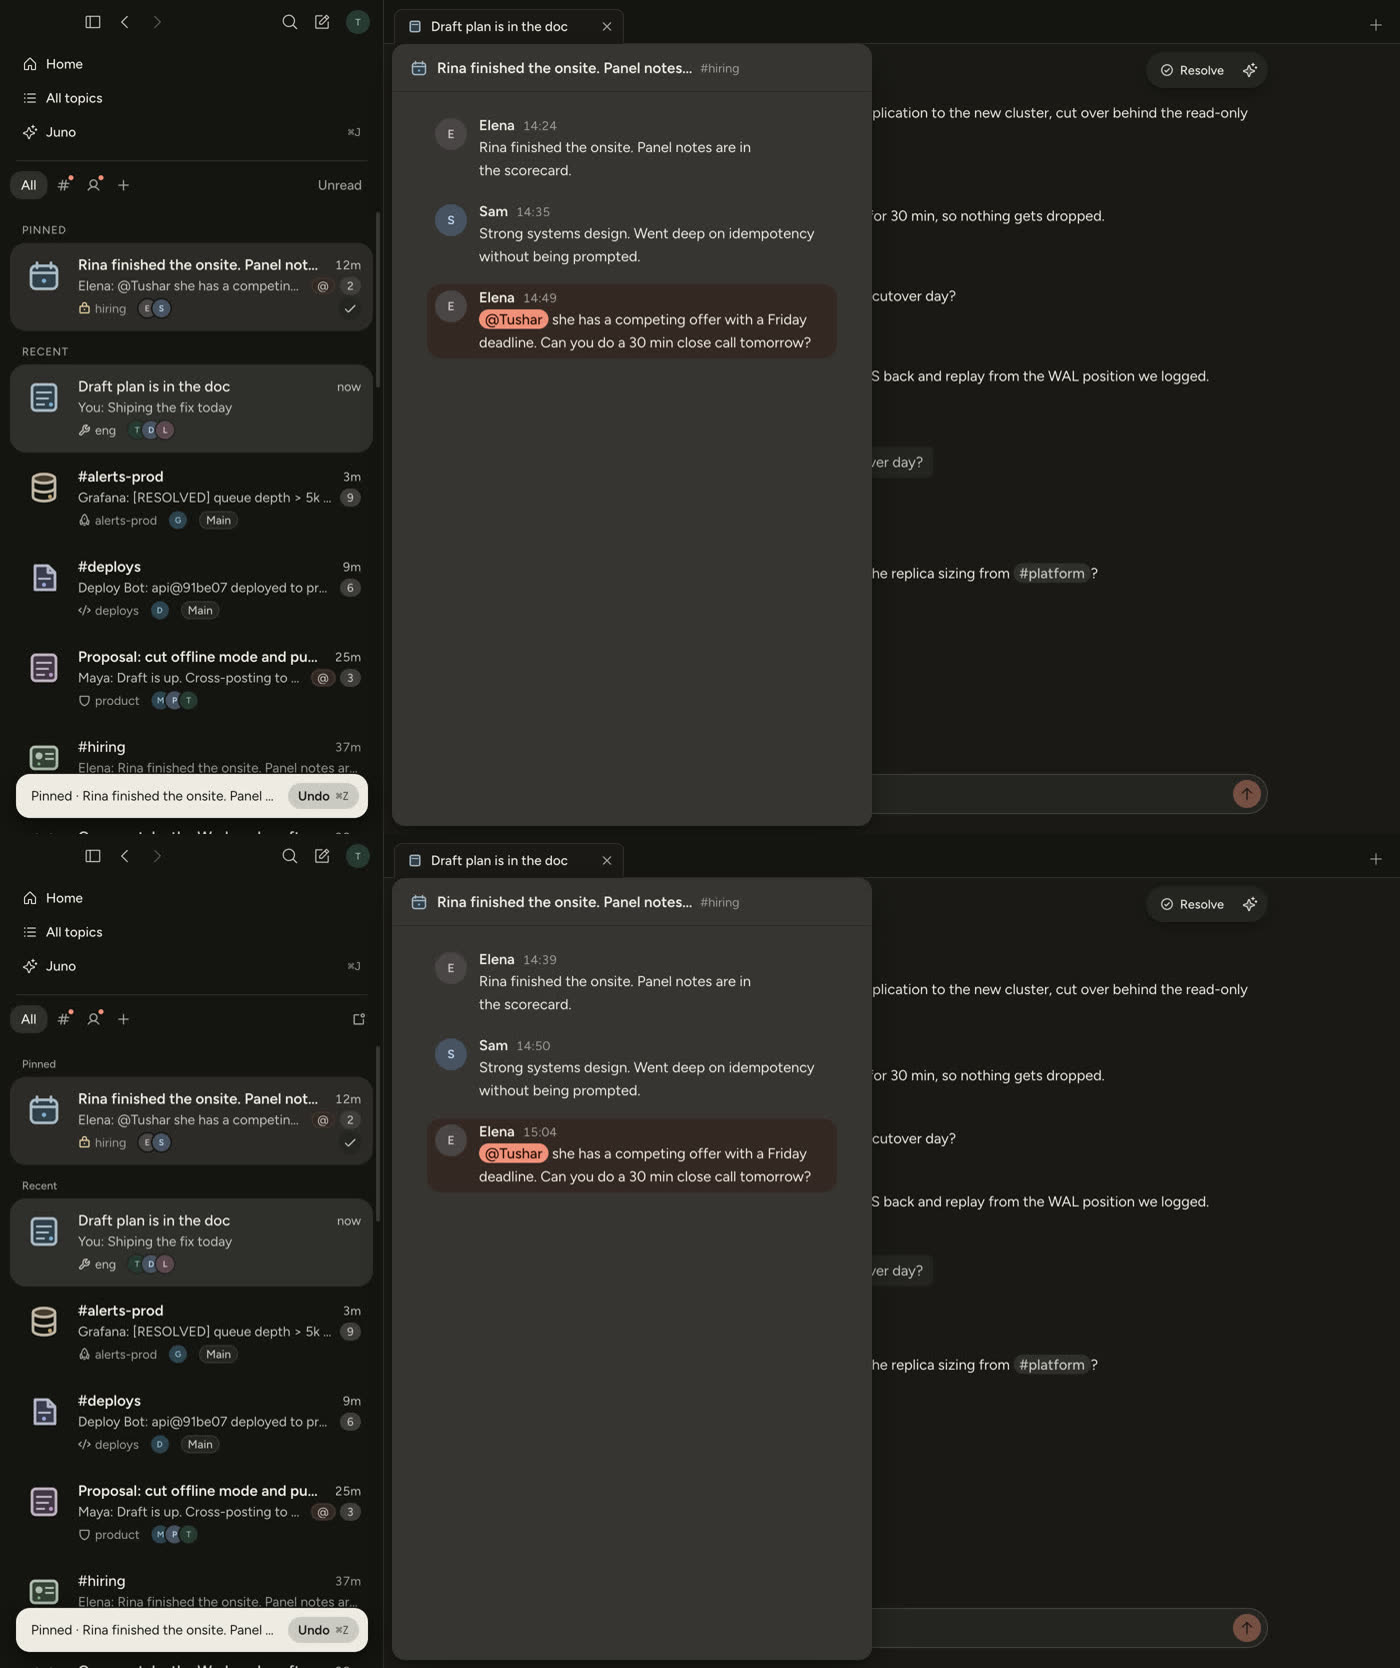 T
Draft plan is in the doc
Home
All topics
Juno ⌘J
All # Unread
PINNED
Rina finished the onsite. Panel not... 12m
Elena: @Tushar she has a competin... @ 2
hiring E S
RECENT
Draft plan is in the doc now
You: Shiping the fix today
eng T D L
#alerts-prod 3m
Grafana: [RESOLVED] queue depth > 5k ... 9
alerts-prod G Main
#deploys 9m
Deploy Bot: api@91be07 deployed to pr... 6
deploys D Main
Proposal: cut offline mode and pu... 25m
Maya: Draft is up. Cross-posting to ... @ 3
product M P T
#hiring 37m
Elena: Rina finished the onsite. Panel notes ar...
Pinned · Rina finished the onsite. Panel ... Undo ⌘Z
Rina finished the onsite. Panel notes... #hiring
E Elena 14:24
Rina finished the onsite. Panel notes are in
the scorecard.
S Sam 14:35
Strong systems design. Went deep on idempotency
without being prompted.
E Elena 14:49
@Tushar she has a competing offer with a Friday
deadline. Can you do a 30 min close call tomorrow?
Resolve
plication to the new cluster, cut over behind the read-only
for 30 min, so nothing gets dropped.
cutover day?
S back and replay from the WAL position we logged.
ver day?
he replica sizing from #platform ?
T
Draft plan is in the doc
Home
All topics
Juno ⌘J
All #
Pinned
Rina finished the onsite. Panel not... 12m
Elena: @Tushar she has a competin... @ 2
hiring E S
Recent
Draft plan is in the doc now
You: Shiping the fix today
eng T D L
#alerts-prod 3m
Grafana: [RESOLVED] queue depth > 5k ... 9
alerts-prod G Main
#deploys 9m
Deploy Bot: api@91be07 deployed to pr... 6
deploys D Main
Proposal: cut offline mode and pu... 25m
Maya: Draft is up. Cross-posting to ... @ 3
product M P T
#hiring 37m
Elena: Rina finished the onsite. Panel notes ar...
Pinned · Rina finished the onsite. Panel ... Undo ⌘Z
Rina finished the onsite. Panel notes... #hiring
E Elena 14:39
Rina finished the onsite. Panel notes are in
the scorecard.
S Sam 14:50
Strong systems design. Went deep on idempotency
without being prompted.
E Elena 15:04
@Tushar she has a competing offer with a Friday
deadline. Can you do a 30 min close call tomorrow?
Resolve
plication to the new cluster, cut over behind the read-only
for 30 min, so nothing gets dropped.
cutover day?
S back and replay from the WAL position we logged.
ver day?
he replica sizing from #platform ?